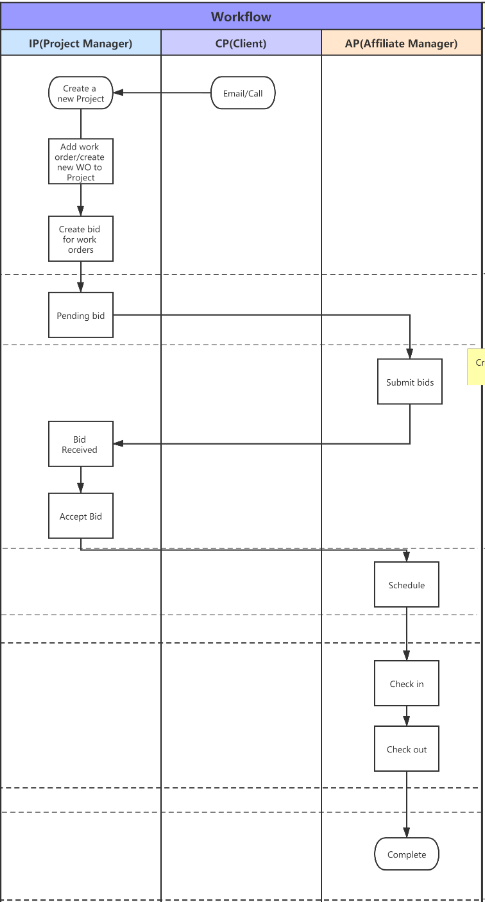 Workflow
IP(Project Manager)
CP(Client)
AP(Affiliate Manager)
Create a
new Project
Email/Call
Add work
order/create
new WO to
Project
Create bid
for work
orders
Pending bid
Cr
Submit bids
Bid
Received
Accept Bid
Schedule
Check in
Check out
Complete